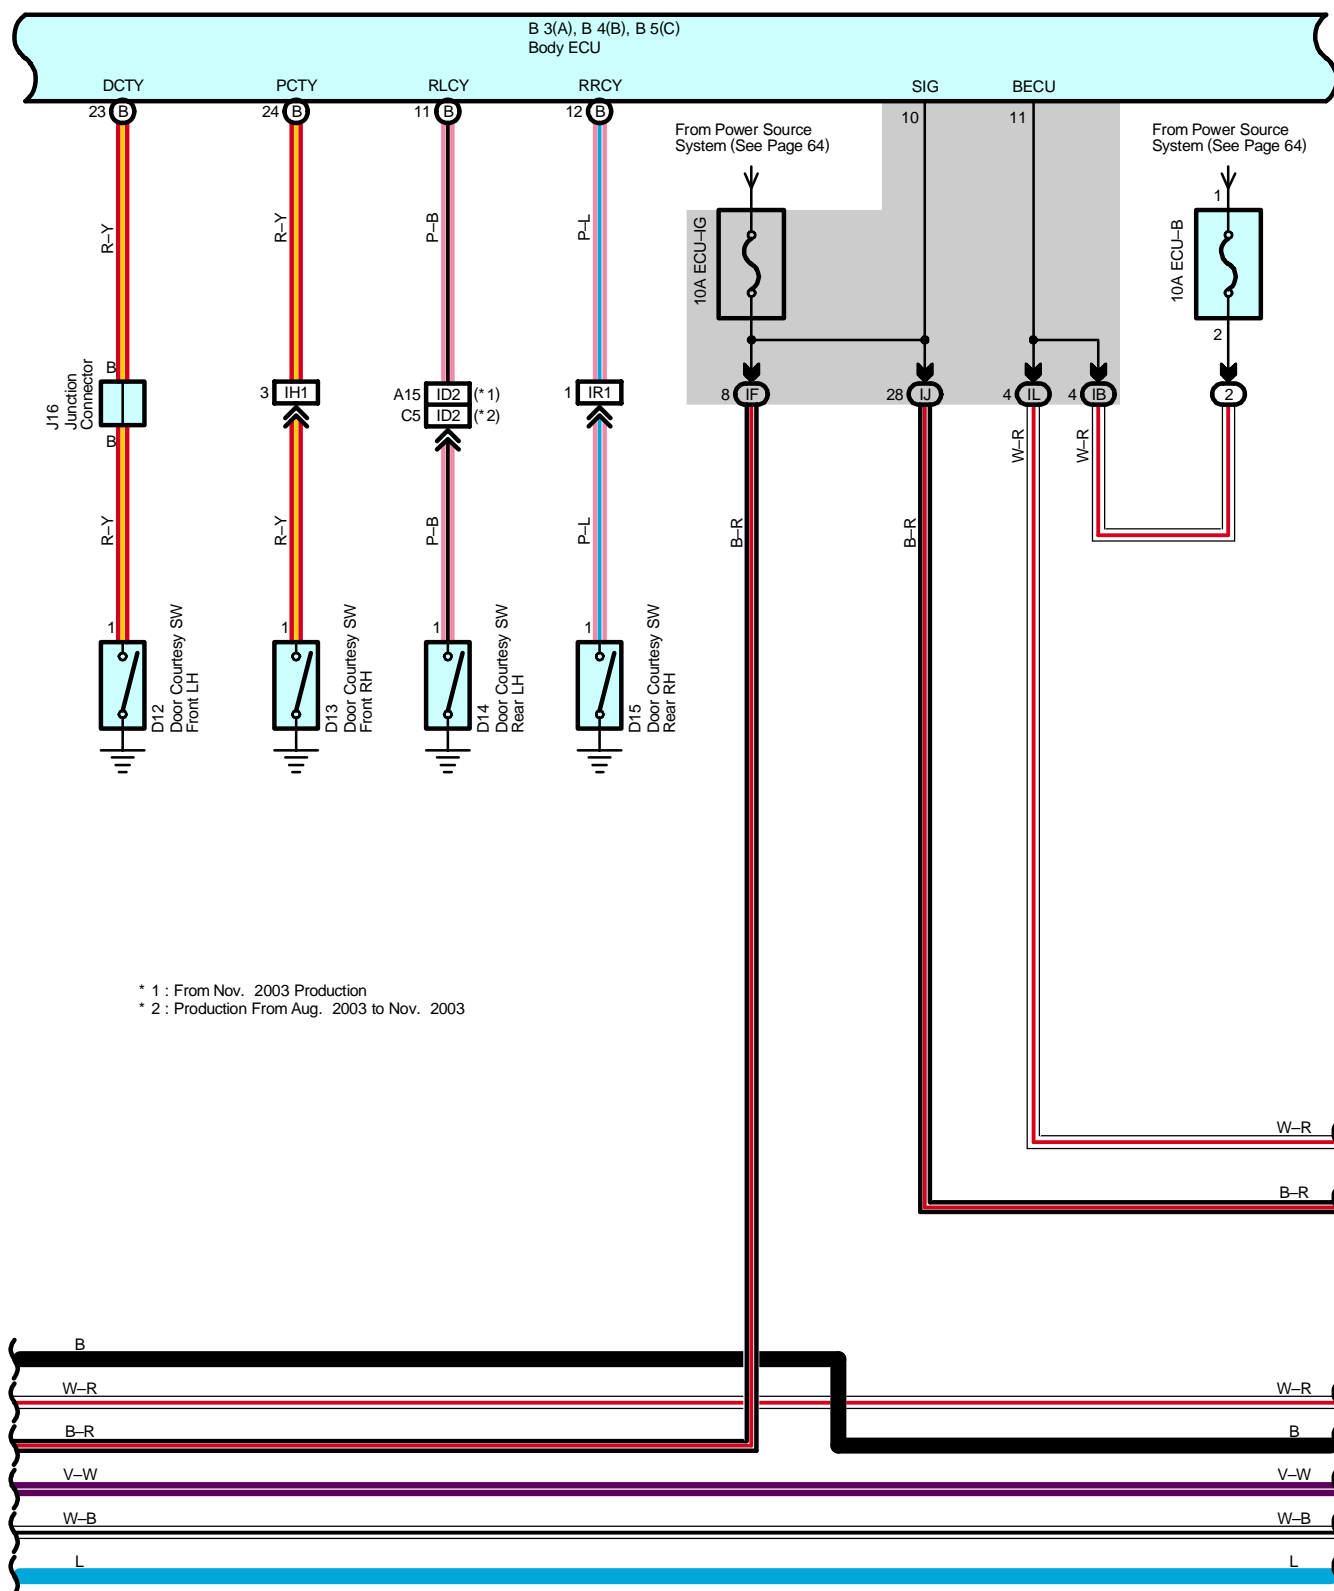 B 3(A), B 4(B), B 5(C)
Body ECU
DCTY
PCTY
RLCY
RRCY
SIG
BECU
23 B
24 B
11 B
12 B
10
11
From Power Source
System (See Page 64)
From Power Source
System (See Page 64)
R–Y
R–Y
P–B
P–L
10A ECU–IG
1
10A ECU–B
2
J16
Junction
Connector
B
B
3 IH1
A15 ID2 (* 1)
C5 ID2 (* 2)
1 IR1
8 IF
28 IJ
4 IL
4 IB
2
W–R
W–R
R–Y
R–Y
P–B
P–L
B–R
B–R
1
1
1
1
D12
Door Courtesy SW
Front LH
D13
Door Courtesy SW
Front RH
D14
Door Courtesy SW
Rear LH
D15
Door Courtesy SW
Rear RH
* 1 : From Nov. 2003 Production
* 2 : Production From Aug. 2003 to Nov. 2003
W–R
B–R
B
W–R
W–R
B–R
B
V–W
V–W
W–B
W–B
L
L